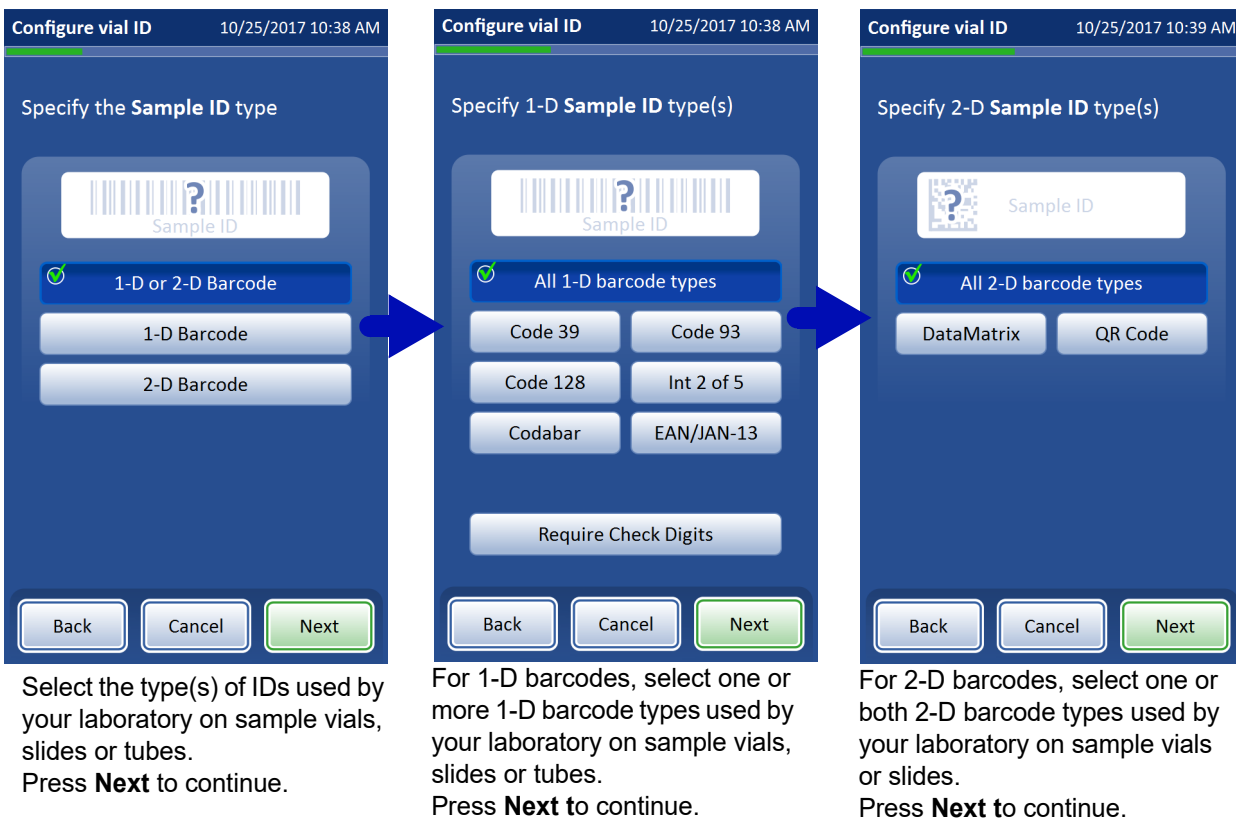 Configure vial ID 10/25/2017 10:38 AM
Specify the Sample ID type
?
Sample ID
1-D or 2-D Barcode
1-D Barcode
2-D Barcode
Back Cancel Next
Select the type(s) of IDs used by
your laboratory on sample vials,
slides or tubes.
Press Next to continue.
Configure vial ID 10/25/2017 10:38 AM
Specify 1-D Sample ID type(s)
?
Sample ID
All 1-D barcode types
Code 39 Code 93
Code 128 Int 2 of 5
Codabar EAN/JAN-13
Require Check Digits
Back Cancel Next
For 1-D barcodes, select one or
more 1-D barcode types used by
your laboratory on sample vials,
slides or tubes.
Press Next to continue.
Configure vial ID 10/25/2017 10:39 AM
Specify 2-D Sample ID type(s)
? Sample ID
All 2-D barcode types
DataMatrix QR Code
Back Cancel Next
For 2-D barcodes, select one or
both 2-D barcode types used by
your laboratory on sample vials
or slides.
Press Next to continue.